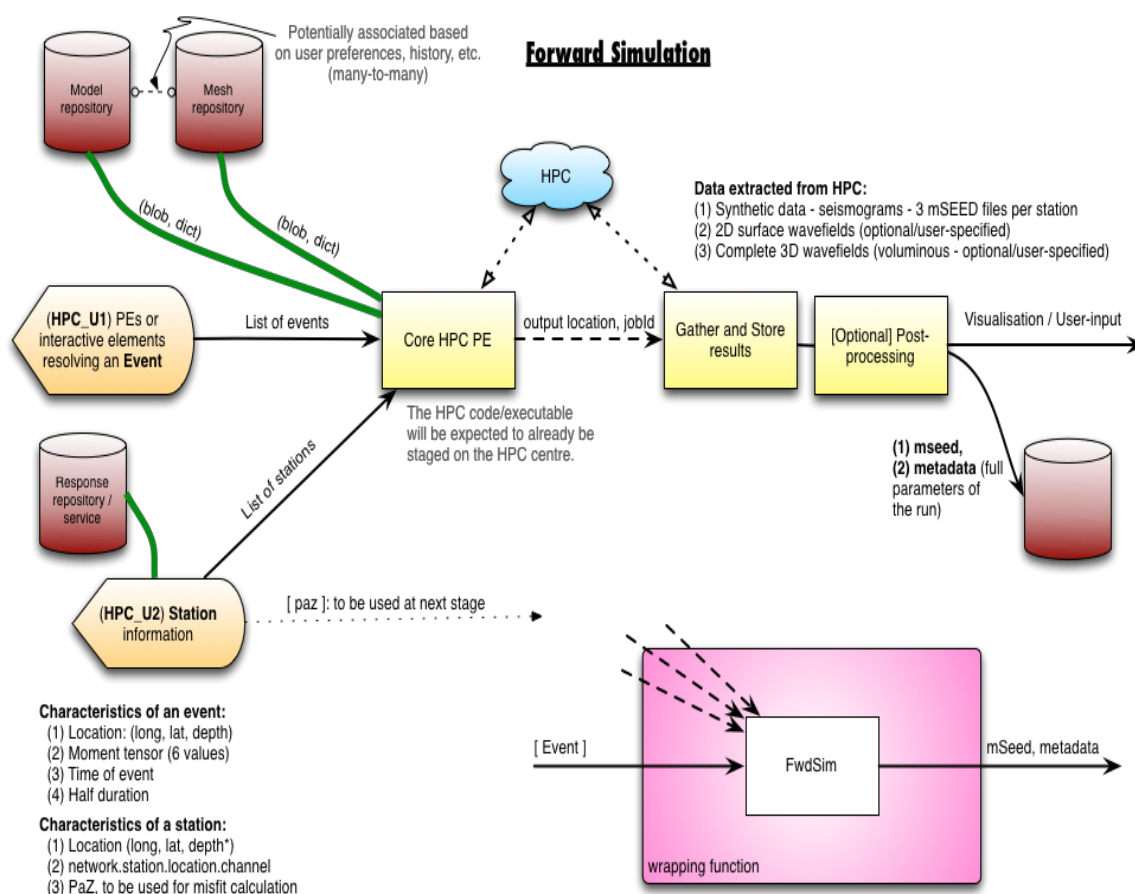 Potentially associated based
on user preferences, history, etc.
(many-to-many)
Forward Simulation
Model
repository
Mesh
repository
HPC
(blob, dict)
(blob, dict)
Data extracted from HPC:
(1) Synthetic data - seismograms - 3 mSEED files per station
(2) 2D surface wavefields (optional/user-specified)
(3) Complete 3D wavefields (voluminous - optional/user-specified)
(HPC_U1) PEs or
interactive elements
resolving an Event
List of events
Core HPC PE
output location, jobId
Gather and Store
results
[Optional] Post-
processing
Visualisation / User-input
The HPC code/executable
will be expected to already be
staged on the HPC centre.
(1) mseed,
(2) metadata (full
parameters of
the run)
Response
repository /
service
List of stations
(HPC_U2) Station
information
[ paz ]: to be used at next stage
Characteristics of an event:
(1) Location: (long, lat, depth)
(2) Moment tensor (6 values)
(3) Time of event
(4) Half duration
Characteristics of a station:
(1) Location (long, lat, depth*)
(2) network.station.location.channel
(3) PaZ, to be used for misfit calculation
[ Event ]
FwdSim
mSeed, metadata
wrapping function